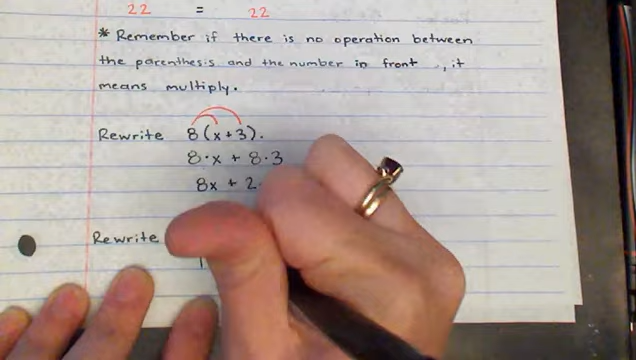 22 = 22
* Remember if there is no operation between
the parenthesis and the number in front , it
means multiply.
Rewrite 8(x+3).
8·x + 8·3
8x + 2
Rewrite